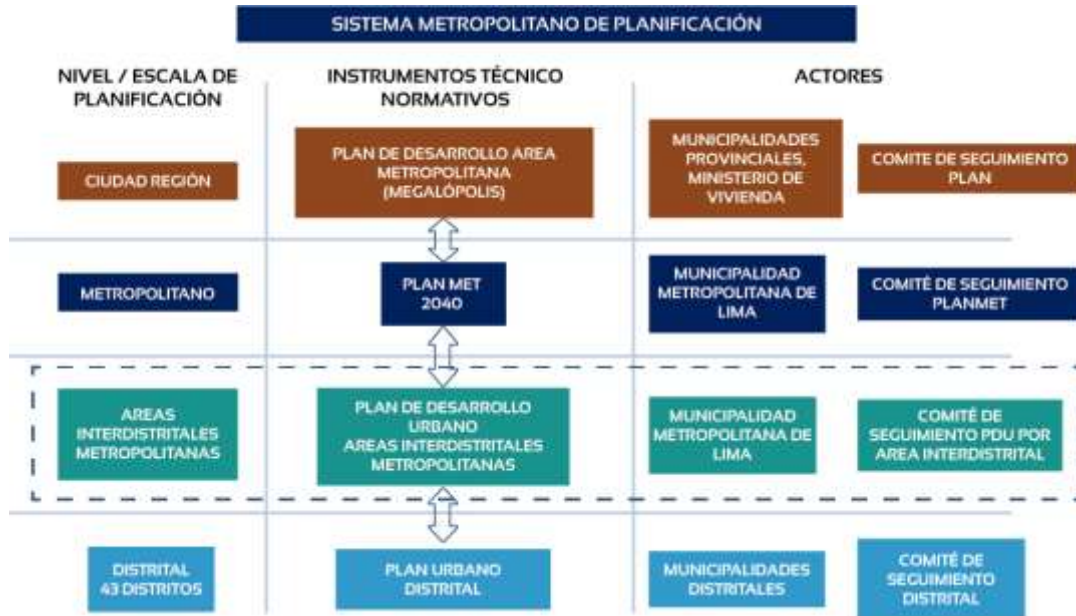 SISTEMA METROPOLITANO DE PLANIFICACIÓN
NIVEL / ESCALA DE
PLANIFICACIÓN
INSTRUMENTOS TÉCNICO
NORMATIVOS
ACTORES
CIUDAD REGIÓN
PLAN DE DESARROLLO AREA
METROPOLITANA
(MEGALÓPOLIS)
MUNICIPALIDADES
PROVINCIALES,
MINISTERIO DE
VIVIENDA
COMITE DE SEGUIMIENTO
PLAN
METROPOLITANO
PLAN MET
2040
MUNICIPALIDAD
METROPOLITANA DE
LIMA
COMITÉ DE SEGUIMIENTO
PLANMET
AREAS
INTERDISTRITALES
METROPOLITANAS
PLAN DE DESARROLLO
URBANO
AREAS INTERDISTRITALES
METROPOLITANAS
MUNICIPALIDAD
METROPOLITANA DE
LIMA
COMITÉ DE
SEGUIMIENTO PDU POR
AREA INTERDISTRITAL
DISTRITAL
43 DISTRITOS
PLAN URBANO
DISTRITAL
MUNICIPALIDADES
DISTRITALES
COMITÉ DE
SEGUIMIENTO
DISTRITAL